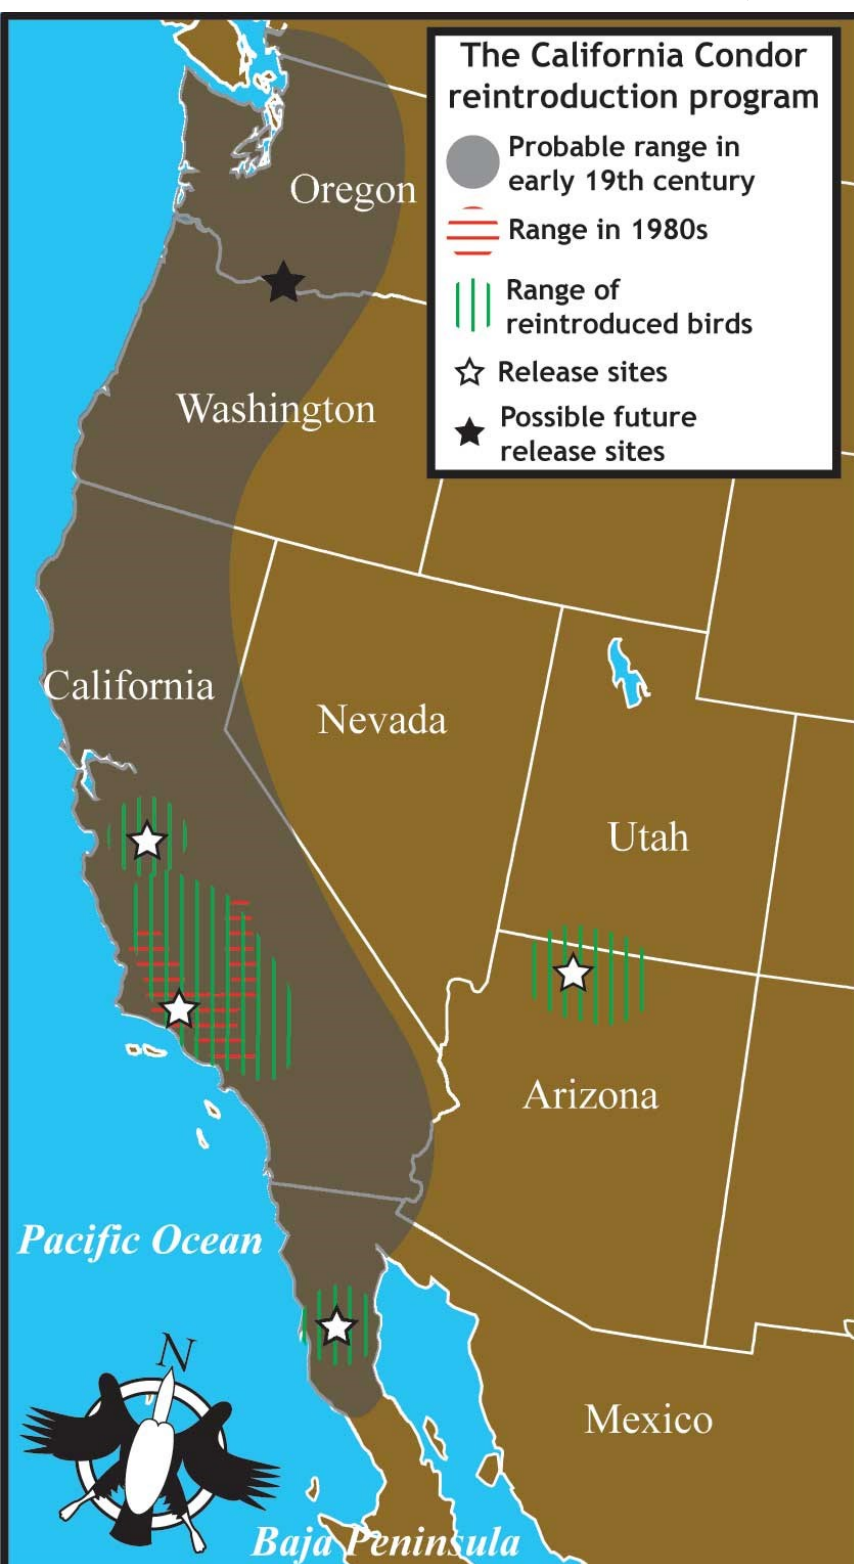 The California Condor
reintroduction program
Probable range in
early 19th century
Range in 1980s
Range of
reintroduced birds
Release sites
Possible future
release sites
Oregon
Washington
California
Nevada
Utah
Arizona
Pacific Ocean
N
Mexico
Baja Peninsula